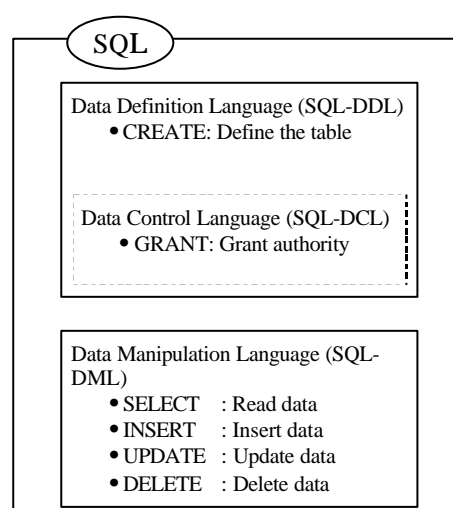 SQL
Data Definition Language (SQL-DDL)
• CREATE: Define the table
Data Control Language (SQL-DCL)
• GRANT: Grant authority
Data Manipulation Language (SQL-
DML)
• SELECT : Read data
• INSERT : Insert data
• UPDATE : Update data
• DELETE : Delete data